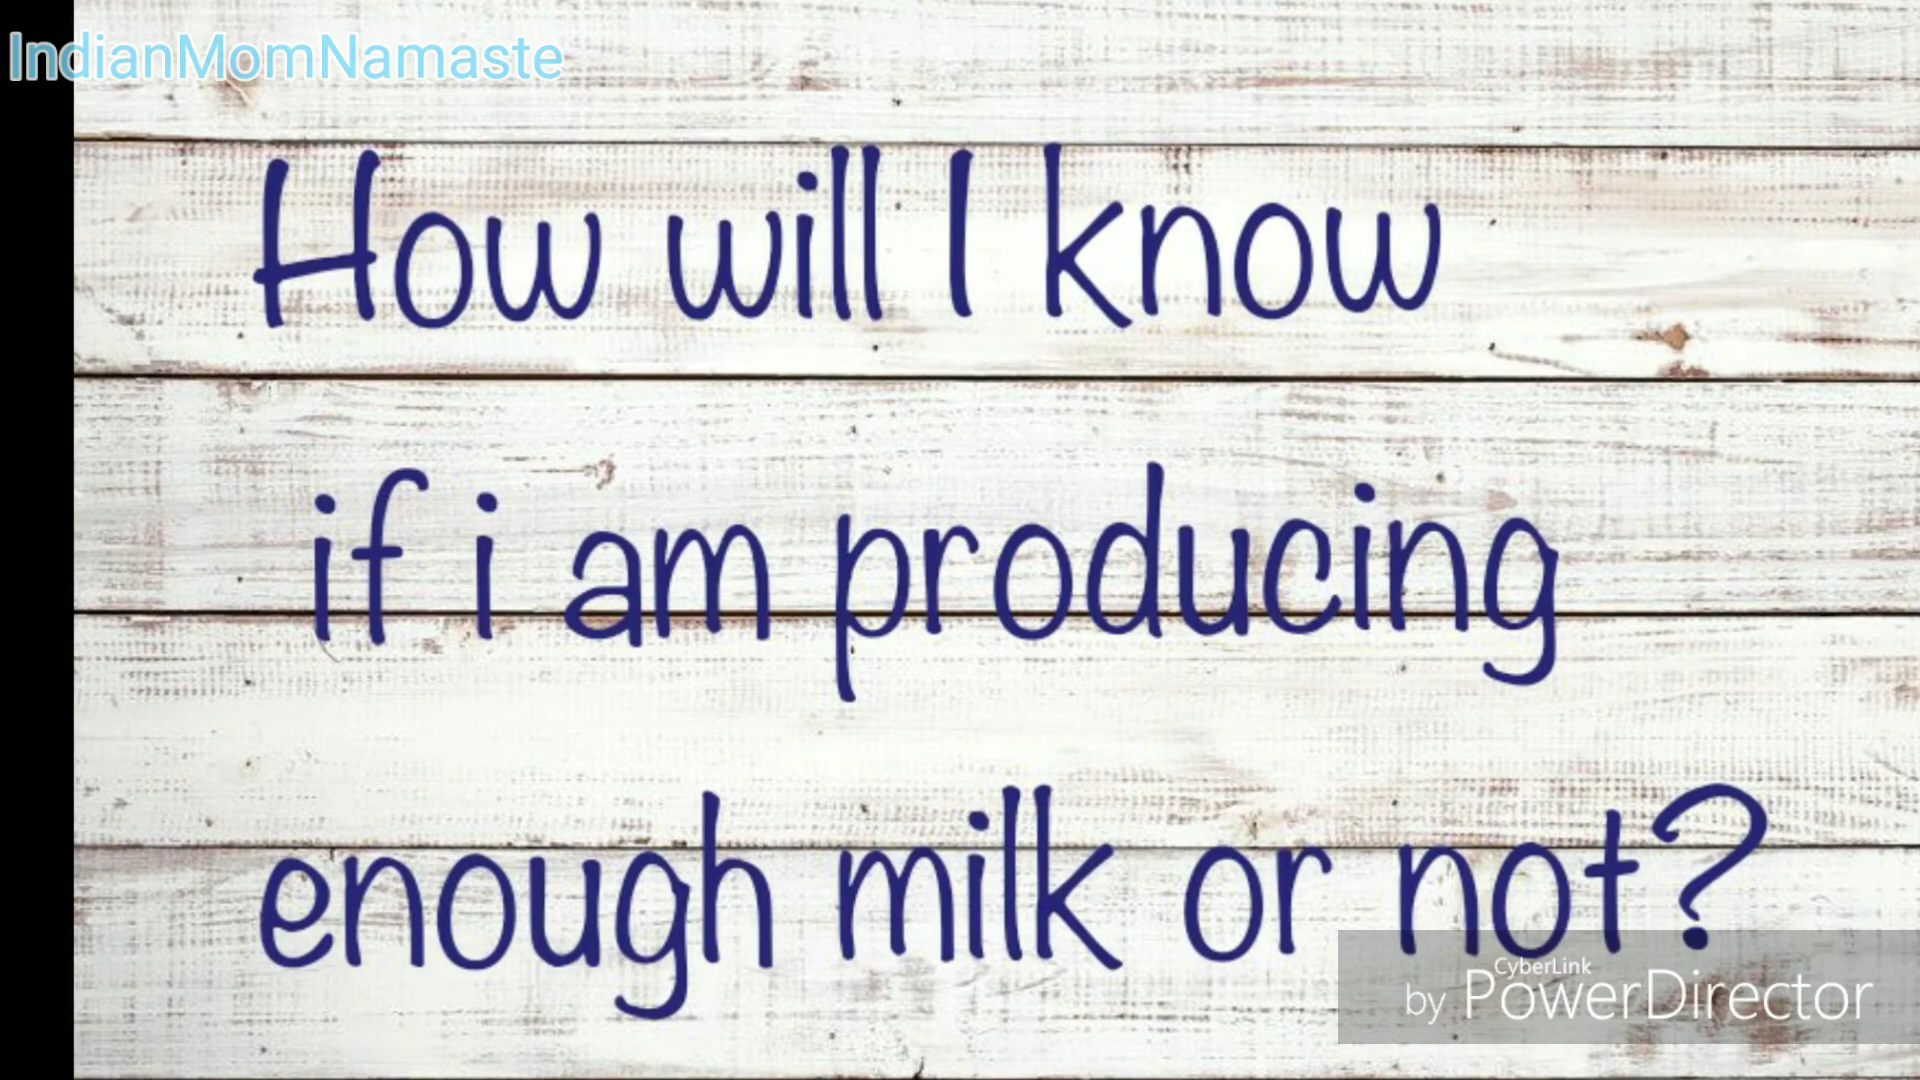 IndianMomNamaste
How will I know
if i am producing
enough milk or not?
CyberLink
by PowerDirector